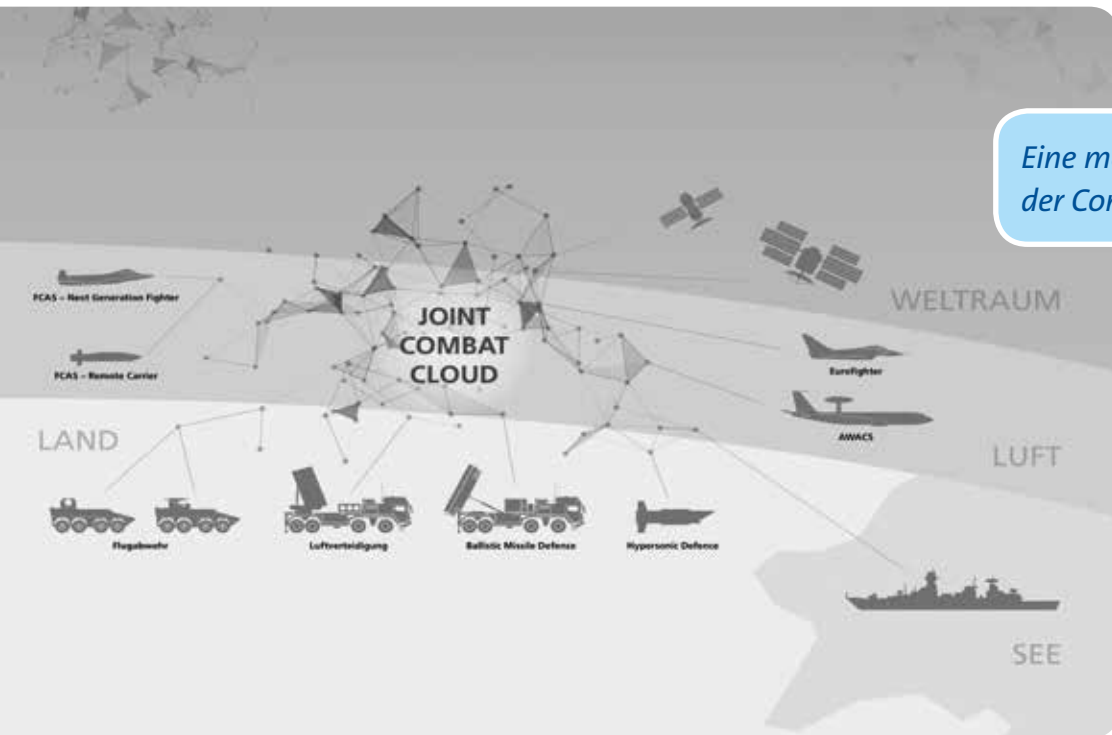 Eine m
der Cor
WELTRAUM
FCAS – Next Generation Fighter
JOINT
COMBAT
CLOUD
Eurofighter
FCAS – Remote Carrier
AWACS
LAND
LUFT
Flugabwehr
Luftverteidigung
Ballistic Missile Defence
Hypersonic Defence
SEE